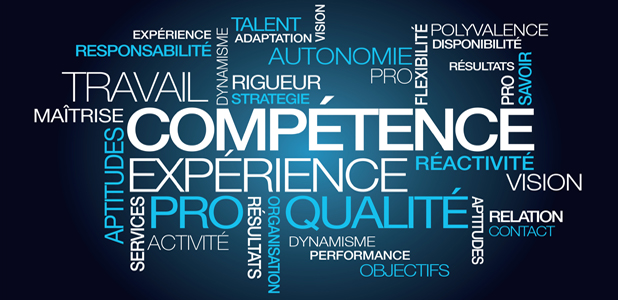 VISION
TALENT
EXPÉRIENCE
ADAPTATION
POLYVALENCE
RESPONSABILITÉ
DYNAMISME
AUTONOMIE
FLEXIBILITÉ
DISPONIBILITÉ
PRO
RÉSULTATS
PRO
SAVOIR
TRAVAIL
RIGUEUR
STRATEGIE
MAÎTRISE
COMPÉTENCE
APTITUDES
EXPÉRIENCE
RÉACTIVITÉ
VISION
SERVICES
PRO
RÉSULTATS
ORGANISATION
QUALITÉ
APTITUDES
RELATION
CONTACT
ACTIVITÉ
DYNAMISME
PERFORMANCE
OBJECTIFS